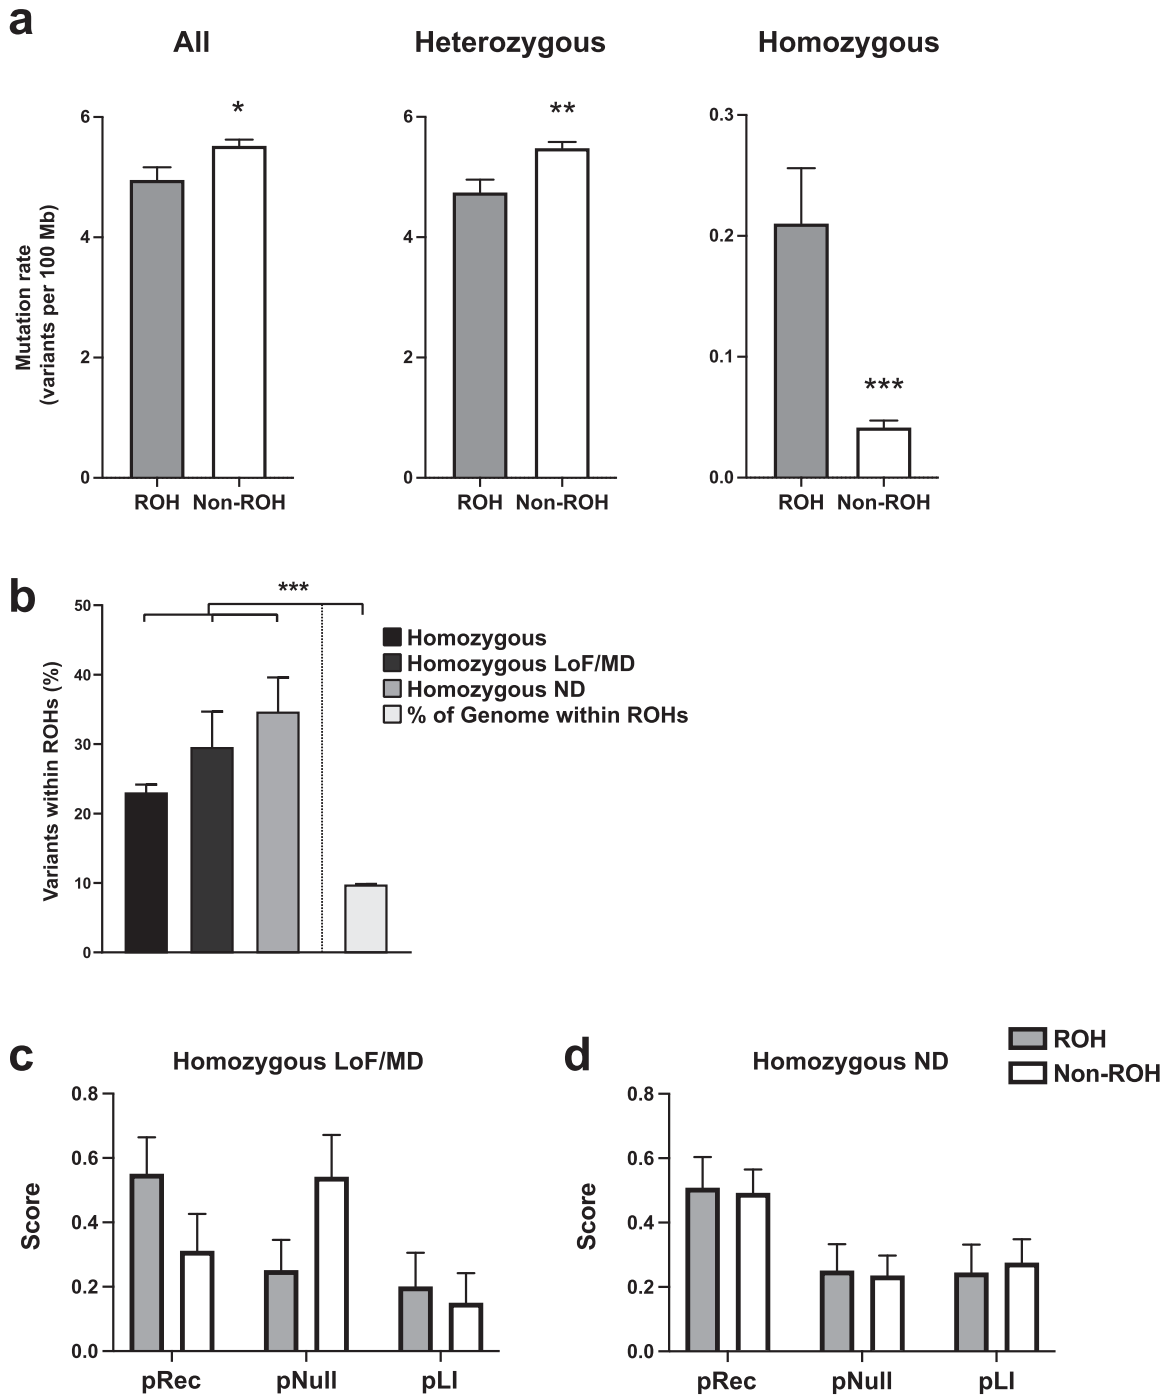 a
All
Heterozygous
Homozygous
Mutation rate
(variants per 100 Mb)
6
4
2
0
*
ROH Non-ROH
6
4
2
0
**
ROH Non-ROH
0.3
0.2
0.1
0.0
***
ROH Non-ROH
b
Variants within ROHs (%)
50
40
30
20
10
0
***
Homozygous
Homozygous LoF/MD
Homozygous ND
% of Genome within ROHs
c
Homozygous LoF/MD
Score
0.8
0.6
0.4
0.2
0.0
pRec pNull pLI
d
Homozygous ND
ROH
Non-ROH
Score
0.8
0.6
0.4
0.2
0.0
pRec pNull pLI